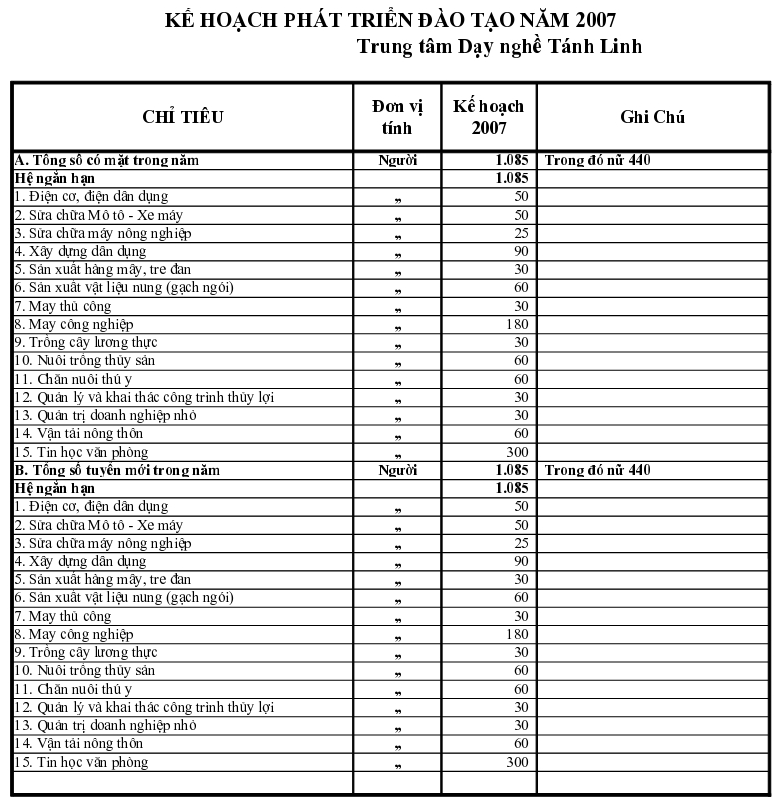 KẾ HOẠCH PHÁT TRIỂN ĐÀO TẠO NĂM 2007
Trung tâm Dạy nghề Tánh Linh
CHỈ TIÊU Đơn vị tính Kế hoạch 2007 Ghi Chú
A. Tổng số có mặt trong năm Người 1.085 Trong đó nữ 440
Hệ ngắn hạn 1.085
1. Điện cơ, điện dân dụng „ 50
2. Sửa chữa Mô tô - Xe máy „ 50
3. Sửa chữa máy nông nghiệp „ 25
4. Xây dựng dân dụng „ 90
5. Sản xuất hàng mây, tre đan „ 30
6. Sản xuất vật liệu nung (gạch ngói) „ 60
7. May thủ công „ 30
8. May công nghiệp „ 180
9. Trồng cây lương thực „ 30
10. Nuôi trồng thủy sản „ 60
11. Chăn nuôi thú y „ 60
12. Quản lý và khai thác công trình thủy lợi „ 30
13. Quản trị doanh nghiệp nhỏ „ 30
14. Vận tải nông thôn „ 60
15. Tin học văn phòng „ 300
B. Tổng số tuyển mới trong năm Người 1.085 Trong đó nữ 440
Hệ ngắn hạn 1.085
1. Điện cơ, điện dân dụng „ 50
2. Sửa chữa Mô tô - Xe máy „ 50
3. Sửa chữa máy nông nghiệp „ 25
4. Xây dựng dân dụng „ 90
5. Sản xuất hàng mây, tre đan „ 30
6. Sản xuất vật liệu nung (gạch ngói) „ 60
7. May thủ công „ 30
8. May công nghiệp „ 180
9. Trồng cây lương thực „ 30
10. Nuôi trồng thủy sản „ 60
11. Chăn nuôi thú y „ 60
12. Quản lý và khai thác công trình thủy lợi „ 30
13. Quản trị doanh nghiệp nhỏ „ 30
14. Vận tải nông thôn „ 60
15. Tin học văn phòng „ 300